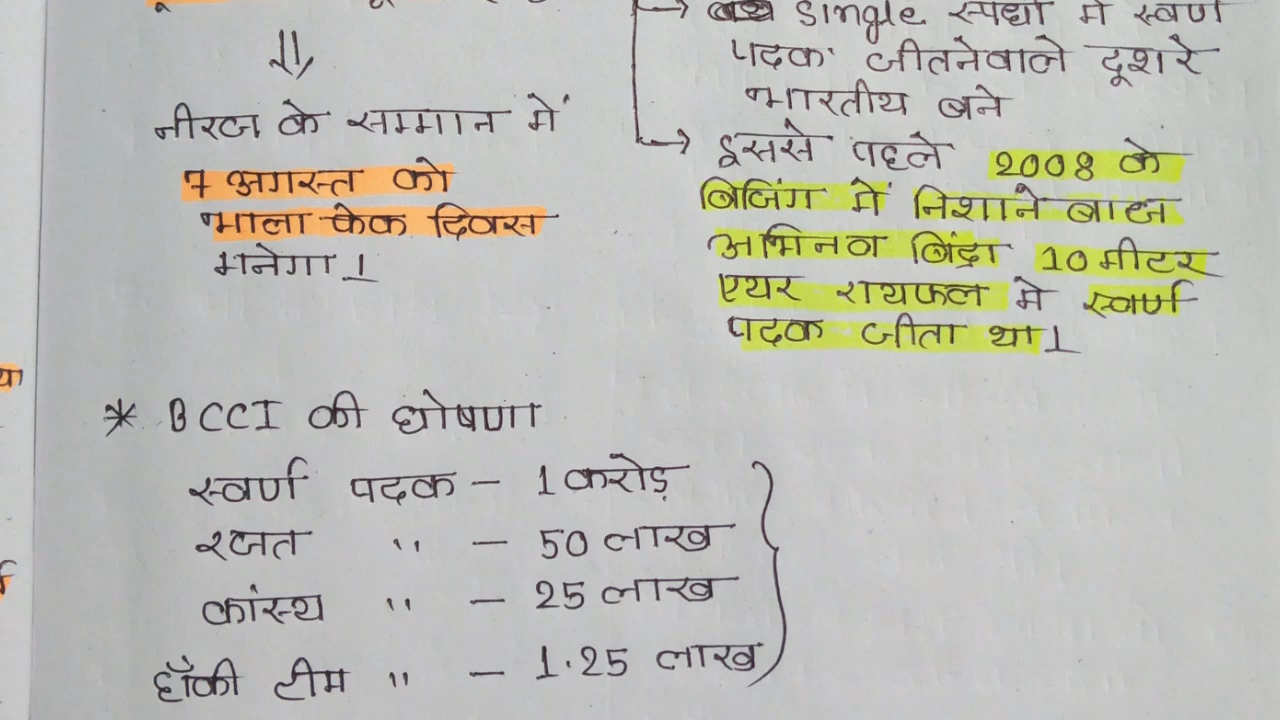 नीरज के सम्मान में
7 अगस्त को
भाला फेक दिवस
मनेगा।
→ single स्पर्धा में स्वर्ण
पदक जीतनेवाले दूशरे
भारतीय बने
→ इससे पहले 2008 के
बिजिंग में निशाने बाज
अभिनव बिंद्रा 10 मीटर
एयर रायफल मे स्वर्ण
पदक जीता था।
* BCCI की घोषणा
स्वर्ण पदक - 1 करोड़
रजत " - 50 लाख
कांस्य " - 25 लाख
हॉकी टीम " - 1.25 लाख